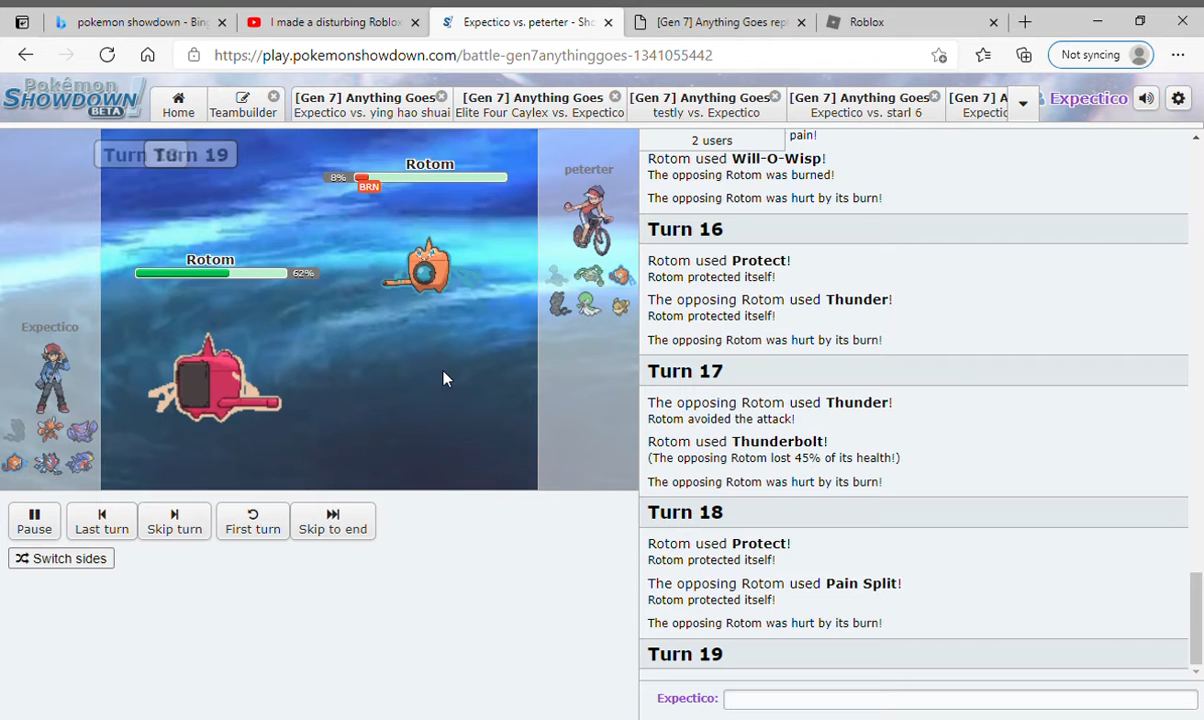 pokemon showdown - Bing
I made a disturbing Roblox
Expectico vs. peterter - Sho
[Gen 7] Anything Goes repl
Roblox
https://play.pokemonshowdown.com/battle-gen7anythinggoes-1341055442
Not syncing
Pokémon
SHOWDOWN
BETA
Home
Teambuilder
[Gen 7] Anything Goes
Expectico vs. ying hao shuai
[Gen 7] Anything Goes
Elite Four Caylex vs. Expectico
[Gen 7] Anything Goes
testly vs. Expectico
[Gen 7] Anything Goes
Expectico vs. starl 6
[Gen 7] A
Expectic
Expectico
Turn 19
Rotom
8%
BRN
Rotom
62%
Expectico
peterter
2 users
pain!
Rotom used Will-O-Wisp!
The opposing Rotom was burned!
The opposing Rotom was hurt by its burn!
Turn 16
Rotom used Protect!
Rotom protected itself!
The opposing Rotom used Thunder!
Rotom protected itself!
The opposing Rotom was hurt by its burn!
Turn 17
The opposing Rotom used Thunder!
Rotom avoided the attack!
Rotom used Thunderbolt!
(The opposing Rotom lost 45% of its health!)
The opposing Rotom was hurt by its burn!
Turn 18
Rotom used Protect!
Rotom protected itself!
The opposing Rotom used Pain Split!
Rotom protected itself!
The opposing Rotom was hurt by its burn!
Turn 19
Pause
Last turn
Skip turn
First turn
Skip to end
Switch sides
Expectico: